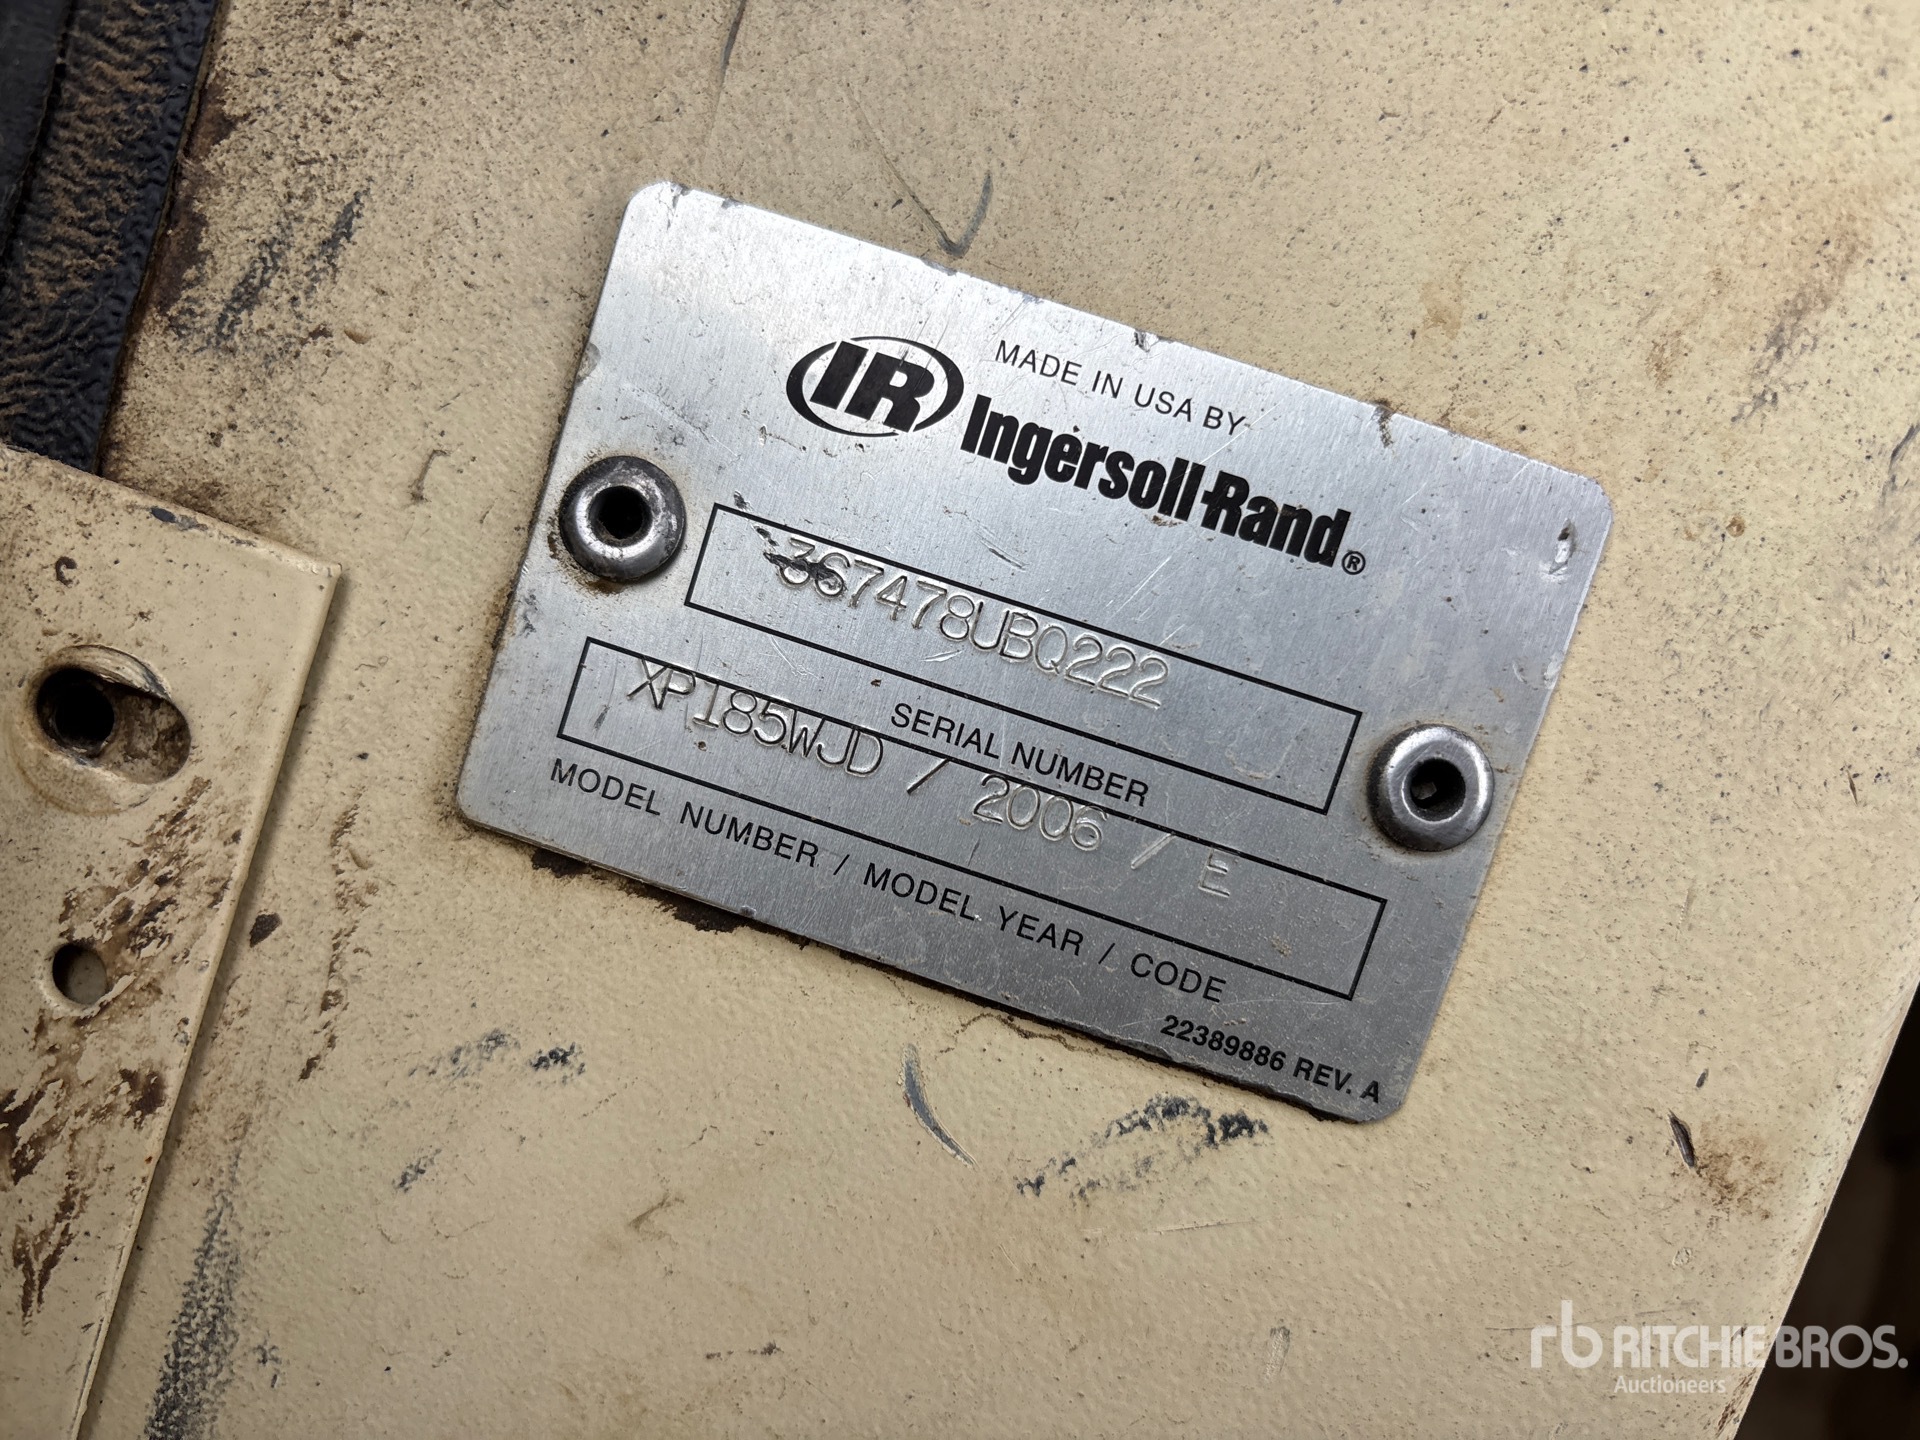 MADE IN USA BY
IR Ingersoll-Rand®
367478UBQ222
SERIAL NUMBER
XP185WJD / 2006 / E
MODEL NUMBER / MODEL YEAR / CODE
22389886 REV. A
rb RITCHIE BROS.
Auctioneers